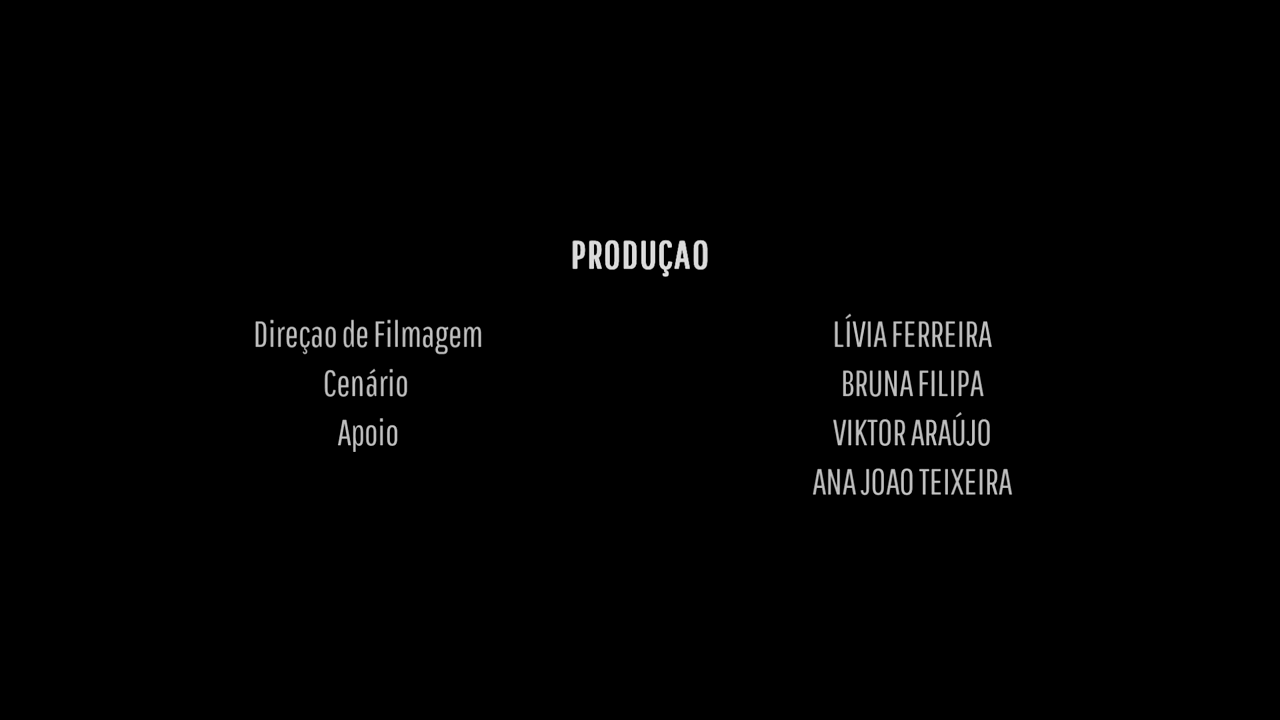 PRODUÇAO
Direçao de Filmagem LÍVIA FERREIRA
Cenário BRUNA FILIPA
Apoio VIKTOR ARAÚJO
ANA JOAO TEIXEIRA